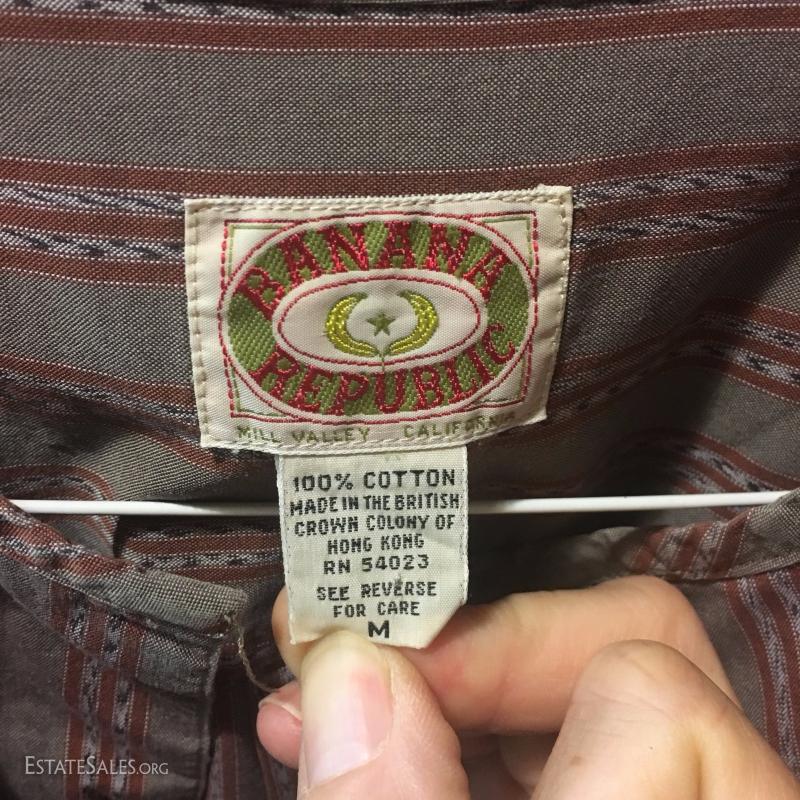 BANANA
REPUBLIC
MILL VALLEY CALIFORNIA
100% COTTON
MADE IN THE BRITISH
CROWN COLONY OF
HONG KONG
RN 54023
SEE REVERSE
FOR CARE
M
ESTATESALES.ORG